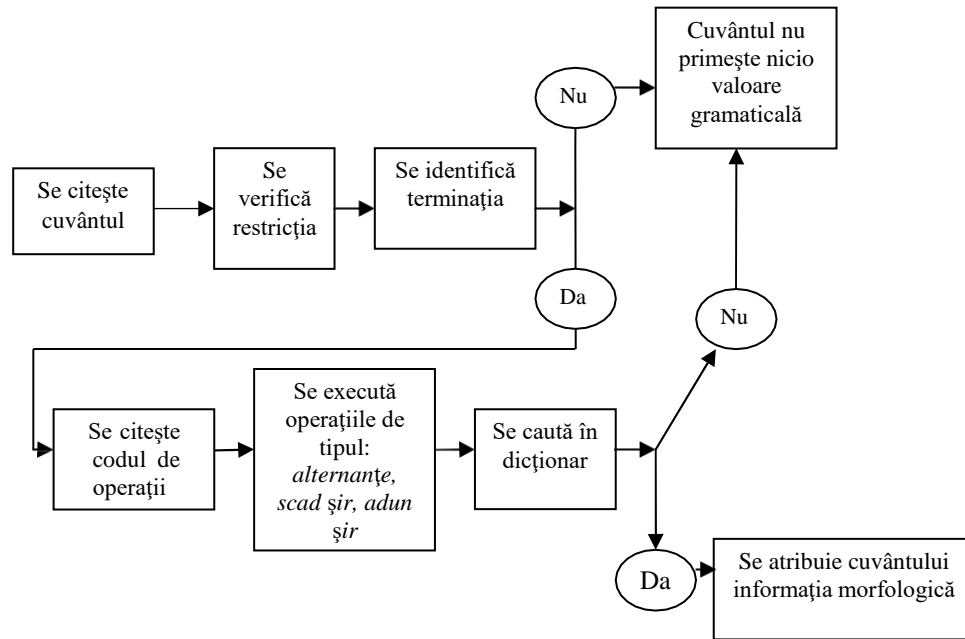 Se citeşte
cuvântul
Se
verifică
restricţia
Se identifică
terminaţia
Nu
Cuvântul nu
primeşte nicio
valoare
gramaticală
Da
Nu
Se citeşte
codul de
operaţii
Se execută
operaţiile de
tipul:
alternanţe,
scad şir, adun
şir
Se caută în
dicţionar
Da
Se atribuie cuvântului
informaţia morfologică